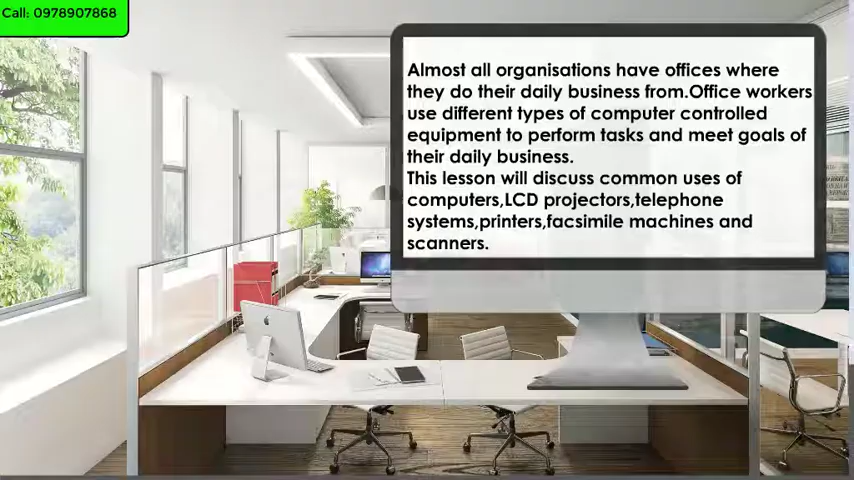 Call: 0978907868
Almost all organisations have offices where
they do their daily business from.Office workers
use different types of computer controlled
equipment to perform tasks and meet goals of
their daily business.
This lesson will discuss common uses of
computers,LCD projectors,telephone
systems,printers,facsimile machines and
scanners.